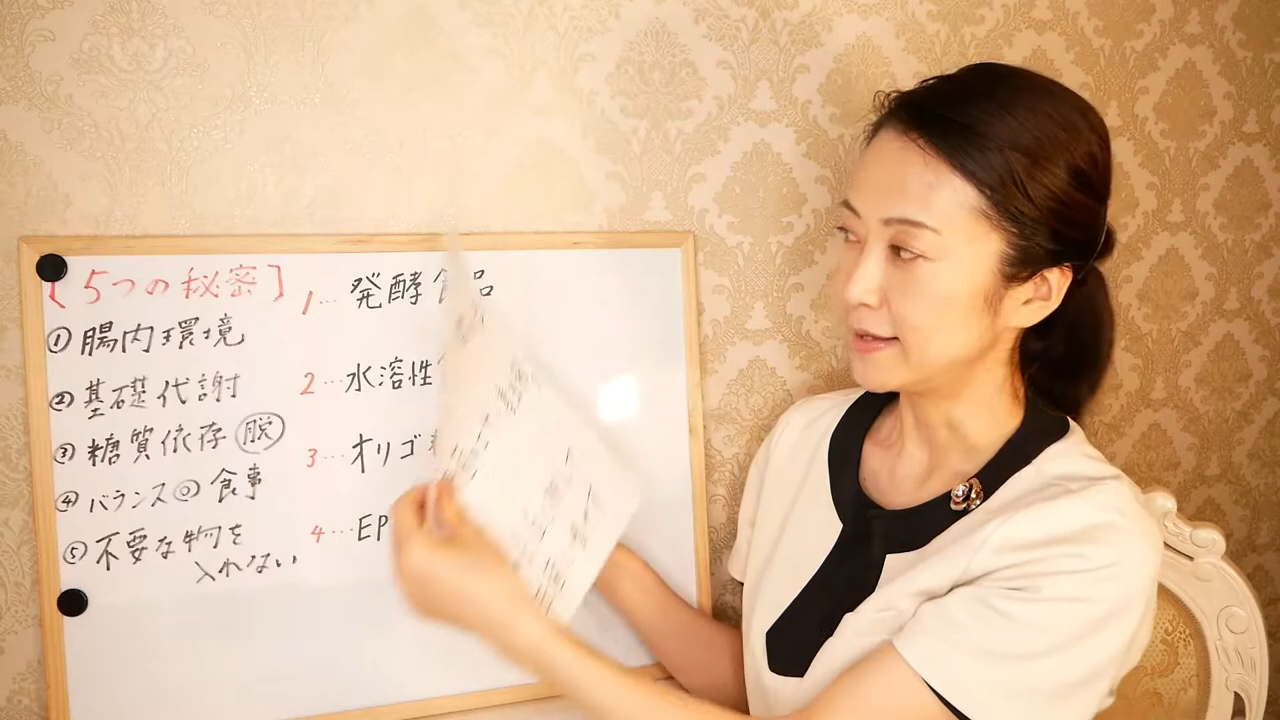 [5つの秘密]
①腸内環境
②基礎代謝
③糖質依存 脱
④バランス◎食事
⑤不要な物を
入れない
1…発酵食品
2…水溶性
3…オリゴ
4…EP